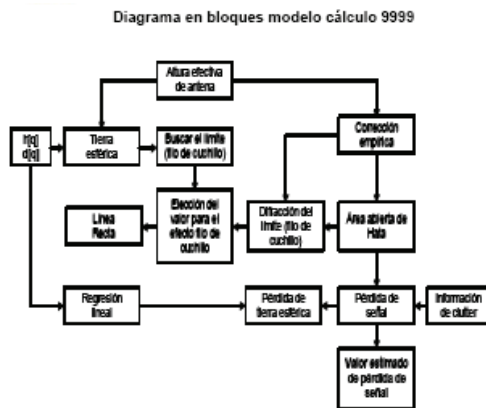 Diagrama en bloques modelo cálculo 9999
Altura efectiva
de antena
h[q]
d[q]
Tierra
esférica
Buscar el límite
(filo de cuchillo)
Corrección
empírica
Línea
Recta
Elección del
valor para el
efecto filo de
cuchillo
Difracción del
límite (filo de
cuchillo)
Área abierta de
Hata
Regresión
lineal
Pérdida de
tierra esférica
Pérdida de
señal
Información
de clutter
Valor estimado
de pérdida de
señal